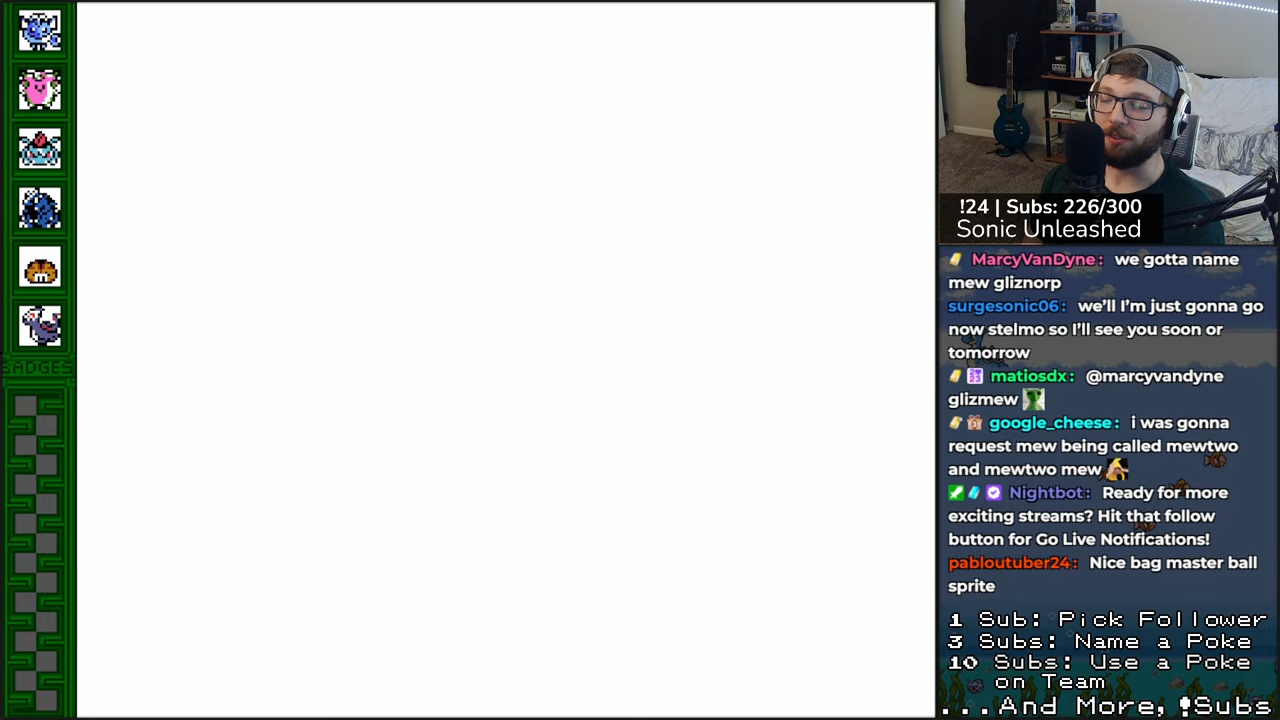 !24 | Subs: 226/300
Sonic Unleashed
MarcyVanDyne: we gotta name
mew gliznorp
surgesonic06: we'll I'm just gonna go
now stelmo so I'll see you soon or
tomorrow
matiosdx: @marcyvandyne
glizmew
google_cheese: i was gonna
request mew being called mewtwo
and mewtwo mew
Nightbot: Ready for more
exciting streams? Hit that follow
button for Go Live Notifications!
pabloutuber24: Nice bag master ball
sprite
BADGES
1 Sub: Pick Follower
3 Subs: Name a Poke
10 Subs: Use a Poke
on Team
...And More, !Subs